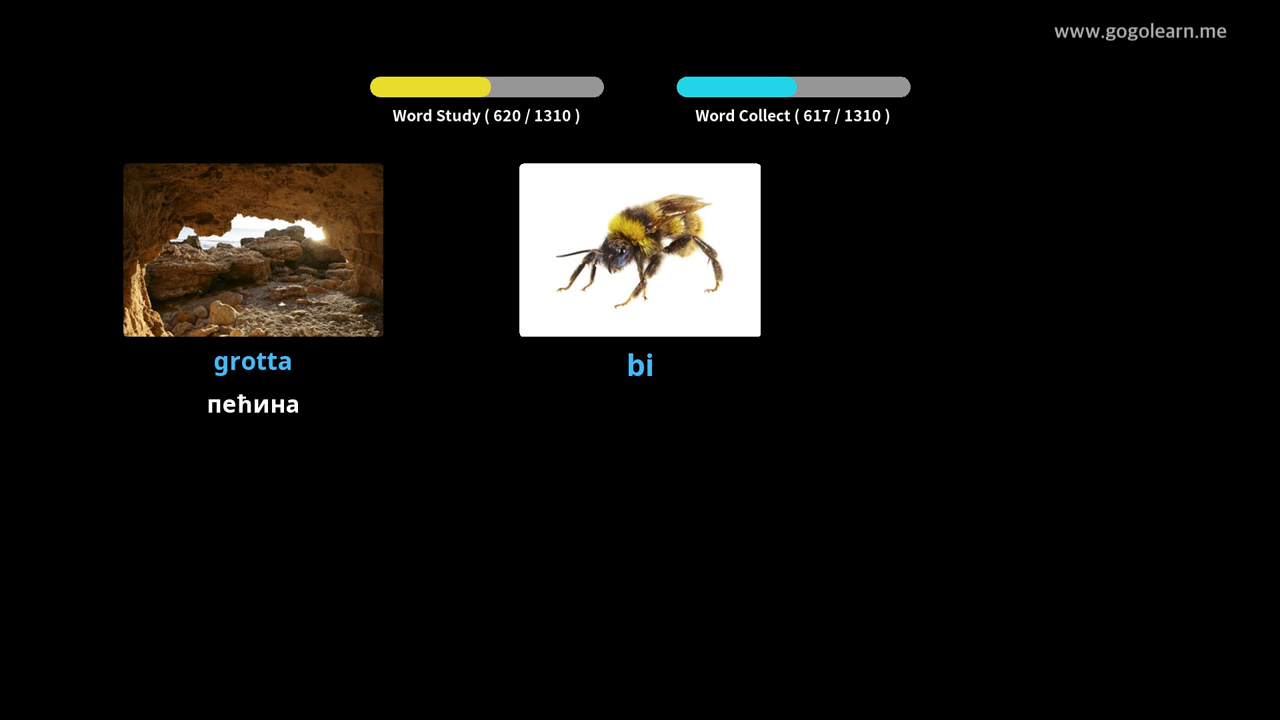 www.gogolearn.me
Word Study ( 620 / 1310 )
Word Collect ( 617 / 1310 )
grotta
пећина
bi